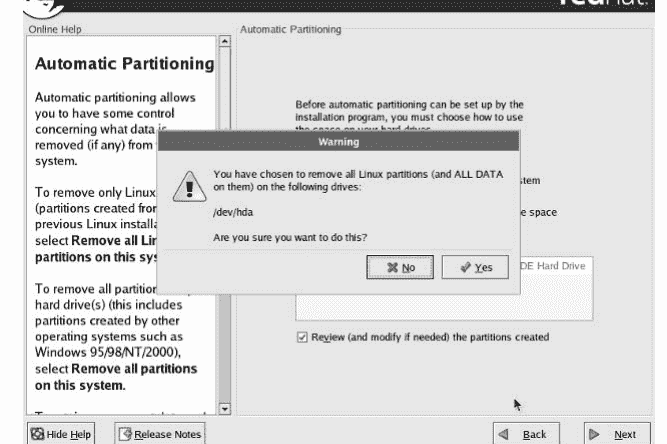 redhat.
Online Help
Automatic Partitioning
Automatic Partitioning
Automatic partitioning allows
you to have some control
concerning what data is
removed (if any) from
system.
To remove only Linux
(partitions created from
previous Linux installa
select Remove all Lin
partitions on this sys
To remove all partition
hard drive(s) (this includes
partitions created by other
operating systems such as
Windows 95/98/NT/2000),
select Remove all partitions
on this system.
Before automatic partitioning can be set up by the
installation program, you must choose how to use
the space on your hard drives.
Warning
You have chosen to remove all Linux partitions (and ALL DATA
on them) on the following drives:
/dev/hda
Are you sure you want to do this?
No
Yes
stem
e space
DE Hard Drive
Review (and modify if needed) the partitions created
Hide Help
Release Notes
Back
Next